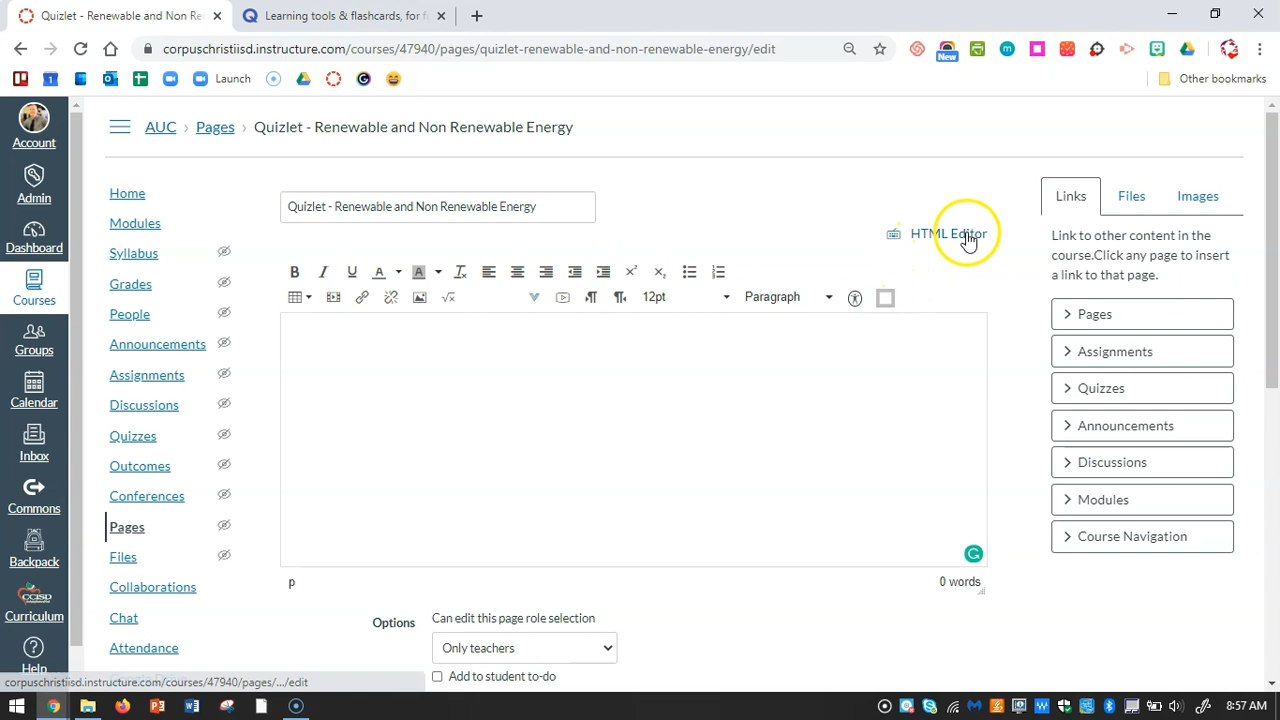 Quizlet - Renewable and Non Re
Learning tools & flashcards, for f
corpuschristiisd.instructure.com/courses/47940/pages/quizlet-renewable-and-non-renewable-energy/edit
New
Launch
Other bookmarks
AUC › Pages › Quizlet - Renewable and Non Renewable Energy
Account
Admin
Dashboard
Courses
Groups
Calendar
Inbox
Commons
Backpack
CCISD
Curriculum
Help
Home
Modules
Syllabus
Grades
People
Announcements
Assignments
Discussions
Quizzes
Outcomes
Conferences
Pages
Files
Collaborations
Chat
Attendance
Quizlet - Renewable and Non Renewable Energy
HTML Editor
12pt
Paragraph
p
0 words
Options
Can edit this page role selection
Only teachers
Add to student to-do
Links
Files
Images
Link to other content in the
course.Click any page to insert
a link to that page.
Pages
Assignments
Quizzes
Announcements
Discussions
Modules
Course Navigation
corpuschristiisd.instructure.com/courses/47940/pages/.../edit
8:57 AM